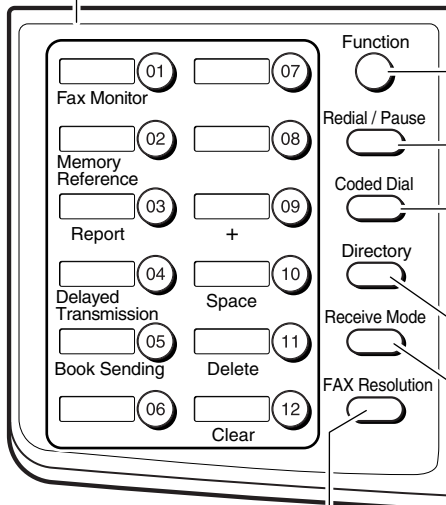 01
Fax Monitor
02
Memory
Reference
03
Report
04
Delayed
Transmission
05
Book Sending
06
07
08
09
+
10
Space
11
Delete
12
Clear
Function
Redial / Pause
Coded Dial
Directory
Receive Mode
FAX Resolution